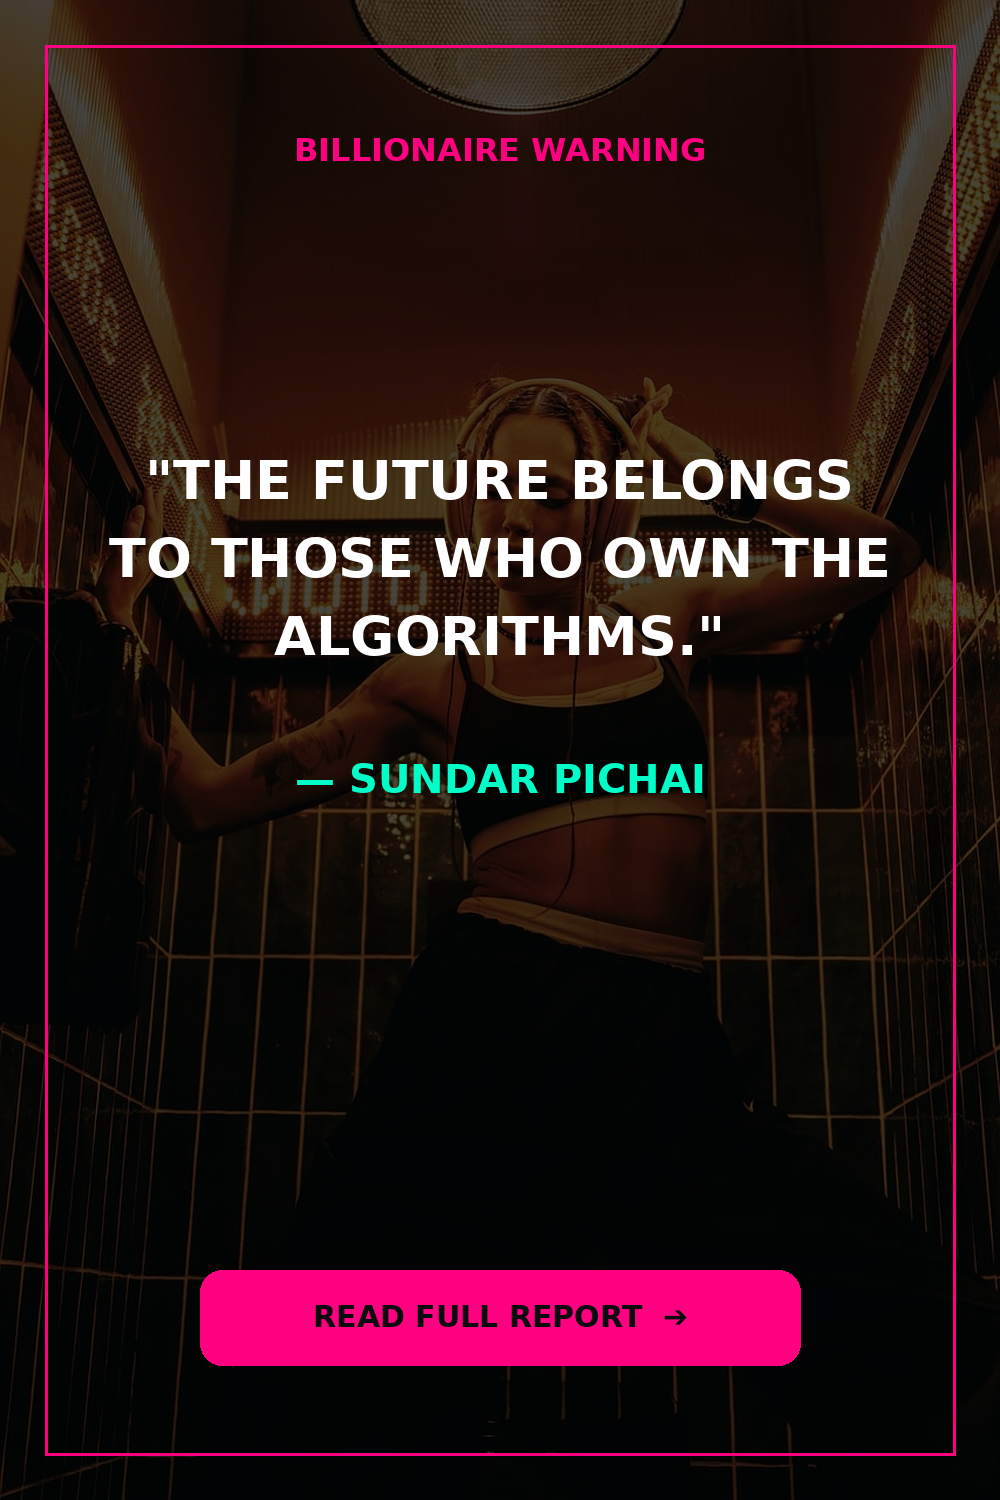 BILLIONAIRE WARNING
"THE FUTURE BELONGS
TO THOSE WHO OWN THE
ALGORITHMS."
— SUNDAR PICHAI
READ FULL REPORT ➔